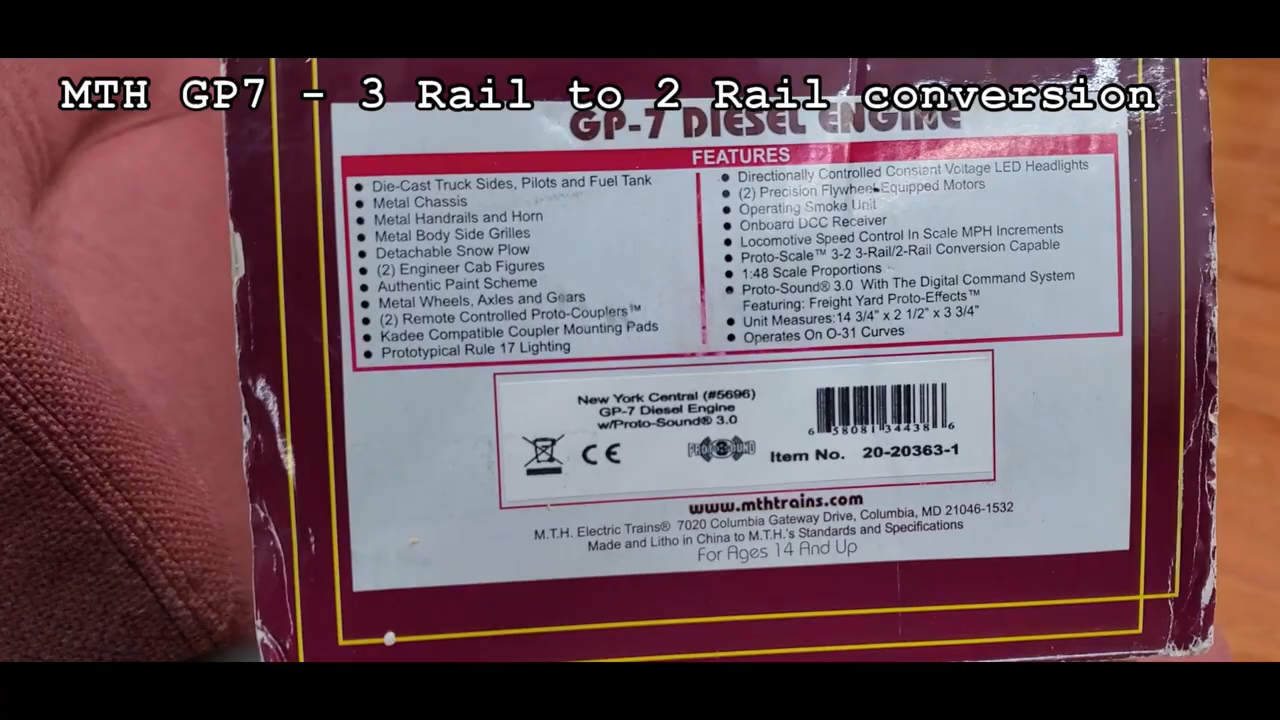 MTH GP7 - 3 Rail to 2 Rail conversion
GP-7 DIESEL ENGINE
FEATURES
• Die-Cast Truck Sides, Pilots and Fuel Tank
• Metal Chassis
• Metal Handrails and Horn
• Metal Body Side Grilles
• Detachable Snow Plow
• (2) Engineer Cab Figures
• Authentic Paint Scheme
• Metal Wheels, Axles and Gears
• (2) Remote Controlled Proto-Couplers™
• Kadee Compatible Coupler Mounting Pads
• Prototypical Rule 17 Lighting
• Directionally Controlled Constant Voltage LED Headlights
• (2) Precision Flywheel-Equipped Motors
• Operating Smoke Unit
• Onboard DCC Receiver
• Locomotive Speed Control In Scale MPH Increments
• Proto-Scale™ 3-2 3-Rail/2-Rail Conversion Capable
• 1:48 Scale Proportions
• Proto-Sound® 3.0 With The Digital Command System
Featuring: Freight Yard Proto-Effects™
• Unit Measures:14 3/4" x 2 1/2" x 3 3/4"
• Operates On O-31 Curves
New York Central (#5696)
GP-7 Diesel Engine
w/Proto-Sound® 3.0
CE
PROTO 3 SOUND
6 58081 34438 6
Item No. 20-20363-1
www.mthtrains.com
M.T.H. Electric Trains® 7020 Columbia Gateway Drive, Columbia, MD 21046-1532
Made and Litho in China to M.T.H.'s Standards and Specifications
For Ages 14 And Up